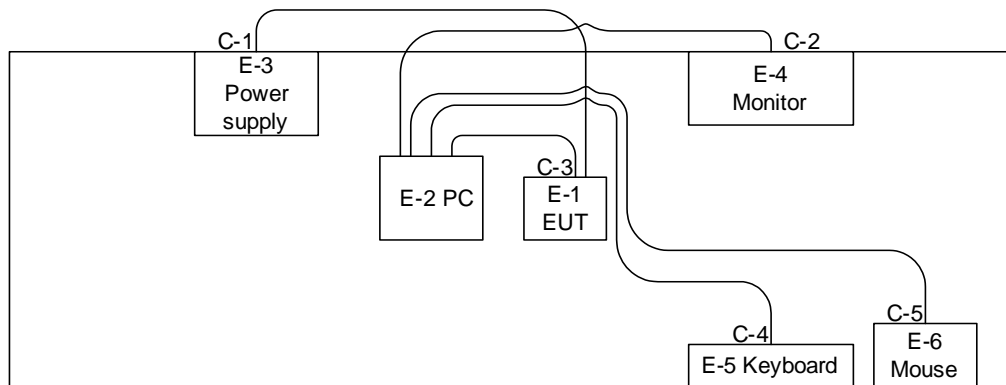 C-1
C-2
E-3
Power
supply
E-4
Monitor
C-3
E-2 PC
E-1
EUT
C-5
C-4
E-6
Mouse
E-5 Keyboard